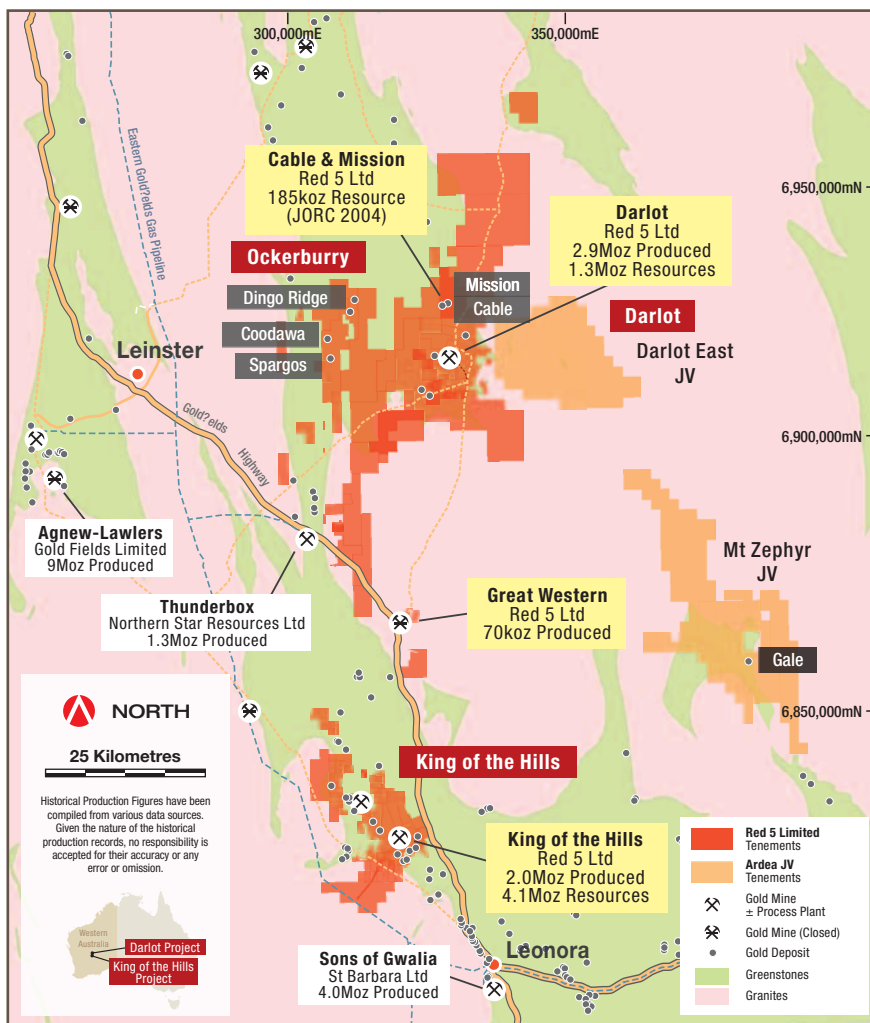 300,000mE
350,000mE
Eastern Gold?elds Gas Pipeline
Cable & Mission
Red 5 Ltd
185koz Resource
(JORC 2004)
6,950,000mN
Darlot
Red 5 Ltd
2.9Moz Produced
1.3Moz Resources
Ockerburry
Dingo Ridge
Coodawa
Spargos
Mission
Cable
Darlot
Darlot East
JV
Leinster
Gold?elds
Highway
6,900,000mN
Agnew-Lawlers
Gold Fields Limited
9Moz Produced
Thunderbox
Northern Star Resources Ltd
1.3Moz Produced
Great Western
Red 5 Ltd
70koz Produced
Mt Zephyr
JV
Gale
6,850,000mN
NORTH
25 Kilometres
Historical Production Figures have been
compiled from various data sources.
Given the nature of the historical
production records, no responsibility is
accepted for their accuracy or any
error or omission.
Western
Australia
Darlot Project
King of the Hills
Project
King of the Hills
King of the Hills
Red 5 Ltd
2.0Moz Produced
4.1Moz Resources
Sons of Gwalia
St Barbara Ltd
4.0Moz Produced
Leonora
Red 5 Limited
Tenements
Ardea JV
Tenements
Gold Mine
± Process Plant
Gold Mine (Closed)
Gold Deposit
Greenstones
Granites